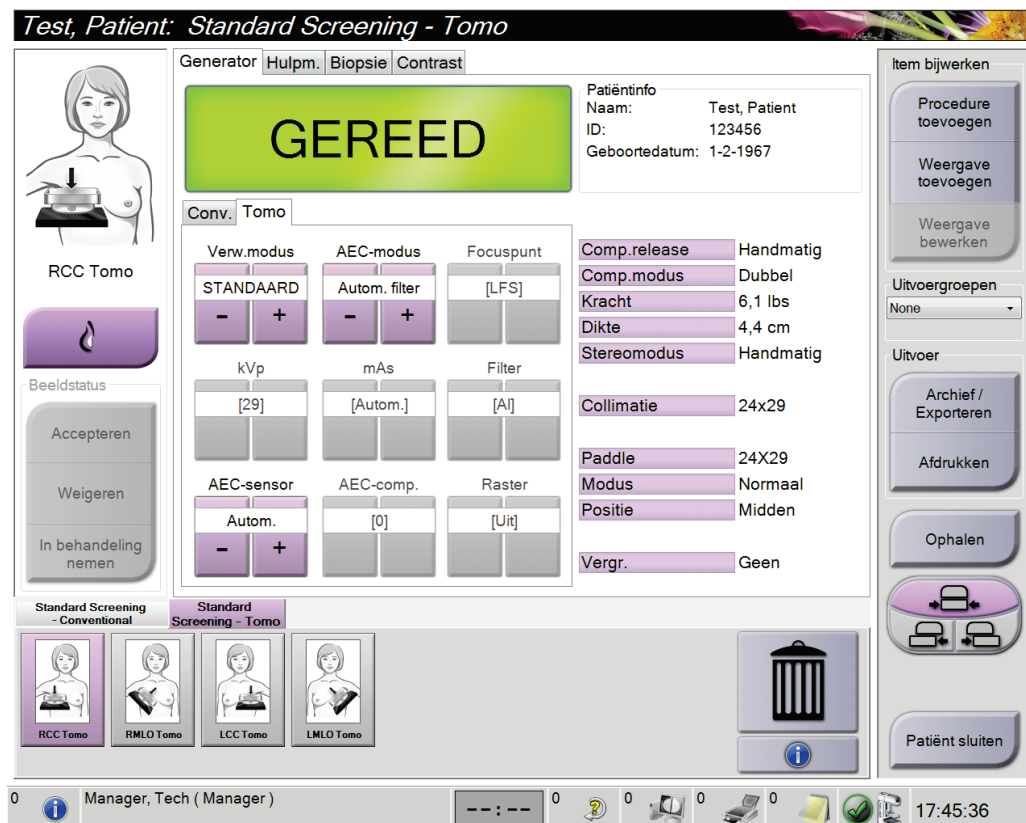 Test, Patient: Standard Screening - Tomo
RCC Tomo
Beeldstatus
Accepteren
Weigeren
In behandeling
nemen
Generator Hulpm. Biopsie Contrast
GEREED
Patiëntinfo
Naam: Test, Patient
ID: 123456
Geboortedatum: 1-2-1967
Conv. Tomo
Verw.modus AEC-modus Focuspunt
STANDAARD Autom. filter [LFS]
- + - +
kVp mAs Filter
[29] [Autom.] [Al]
AEC-sensor AEC-comp. Raster
Autom. [0] [Uit]
- +
Comp.release Handmatig
Comp.modus Dubbel
Kracht 6,1 lbs
Dikte 4,4 cm
Stereomodus Handmatig
Collimatie 24x29
Paddle 24X29
Modus Normaal
Positie Midden
Vergr. Geen
Item bijwerken
Procedure
toevoegen
Weergave
toevoegen
Weergave
bewerken
Uitvoergroepen
None
Uitvoer
Archief /
Exporteren
Afdrukken
Ophalen
Patiënt sluiten
Standard Screening
- Conventional
Standard
Screening - Tomo
RCC Tomo RMLO Tomo LCC Tomo LMLO Tomo
0 Manager, Tech ( Manager ) --:-- 0 0 0 0 17:45:36